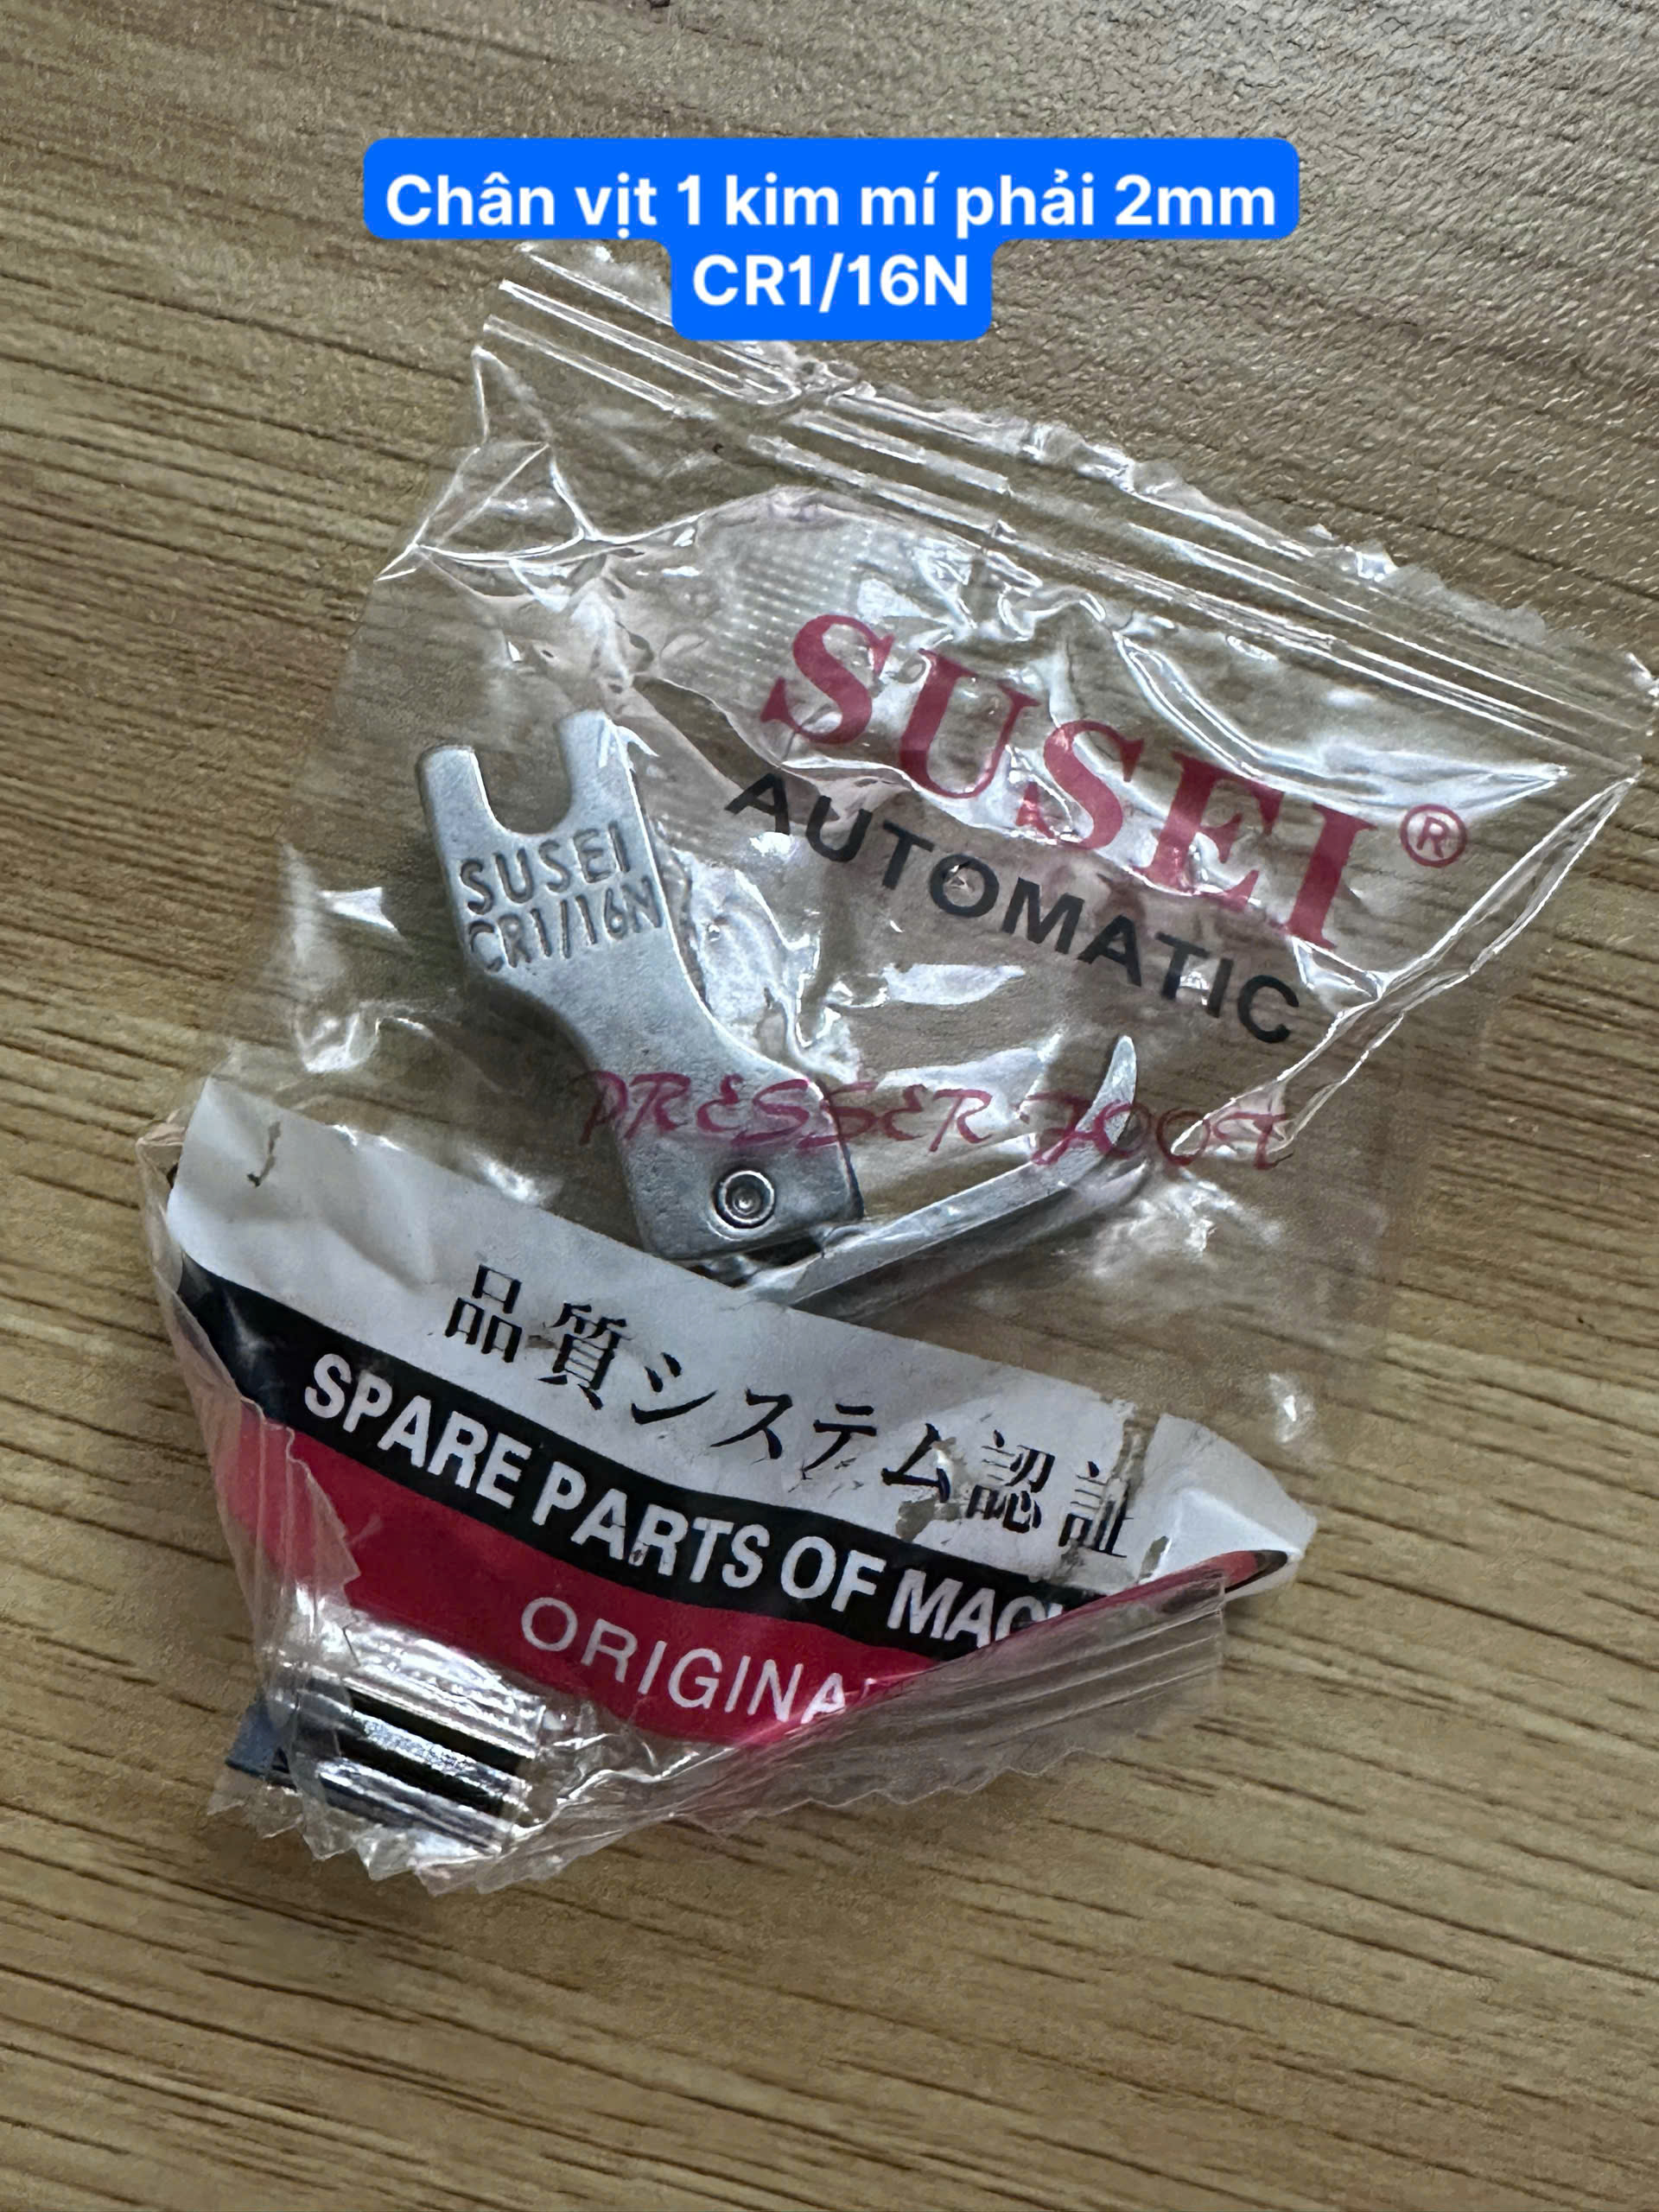 Chân vịt 1 kim mí phải 2mm
CR1/16N
SUSEI®
AUTOMATIC
SUSEI
CR1/16N
PRESSER FOOT
品質システム認証
SPARE PARTS OF
ORIGINA